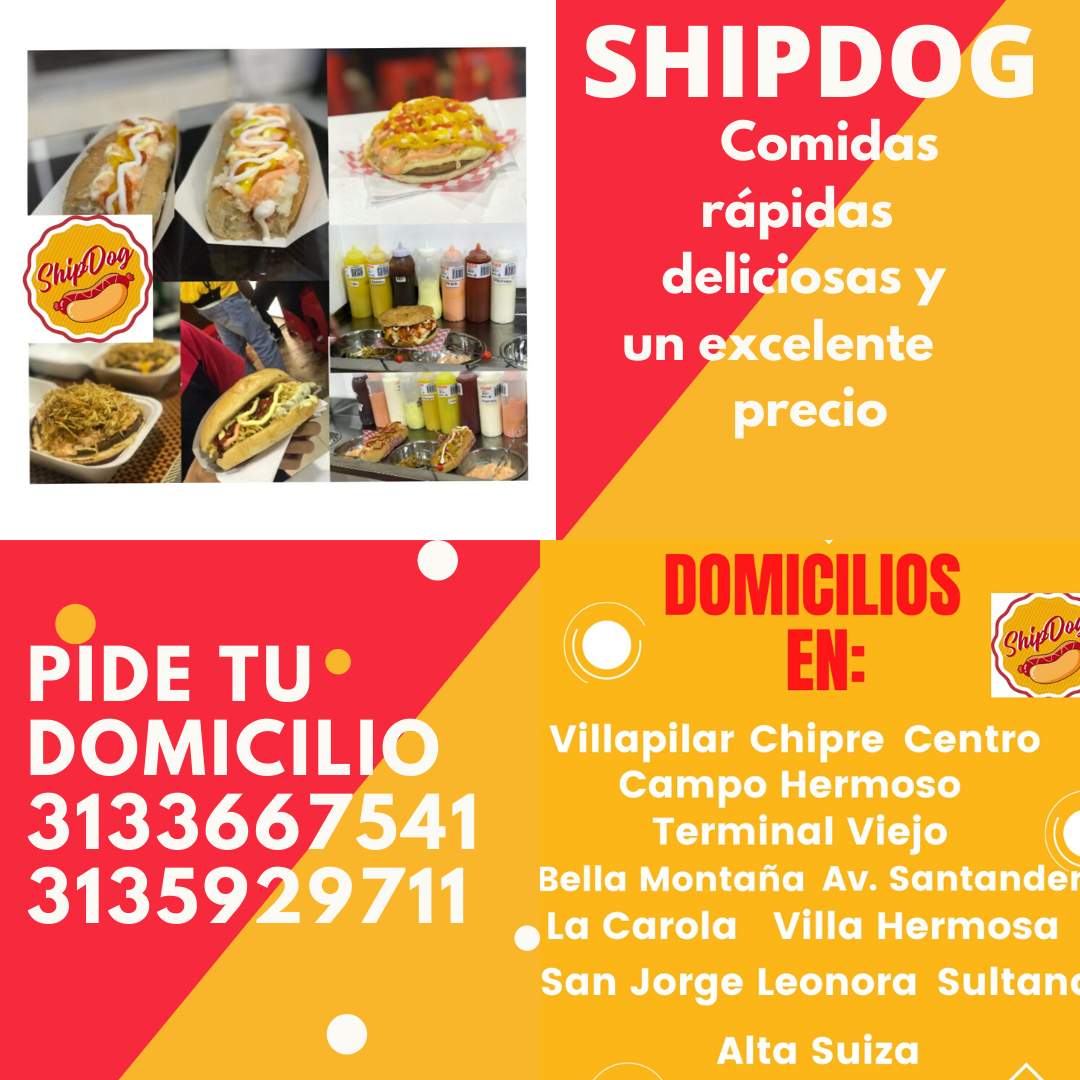 ShipDog
SHIPDOG
Comidas
rápidas
deliciosas y
un excelente
precio
PIDE TU
DOMICILIO
3133667541
3135929711
DOMICILIOS
EN:
ShipDog
Villapilar Chipre Centro
Campo Hermoso
Terminal Viejo
Bella Montaña Av. Santander
La Carola Villa Hermosa
San Jorge Leonora Sultana
Alta Suiza